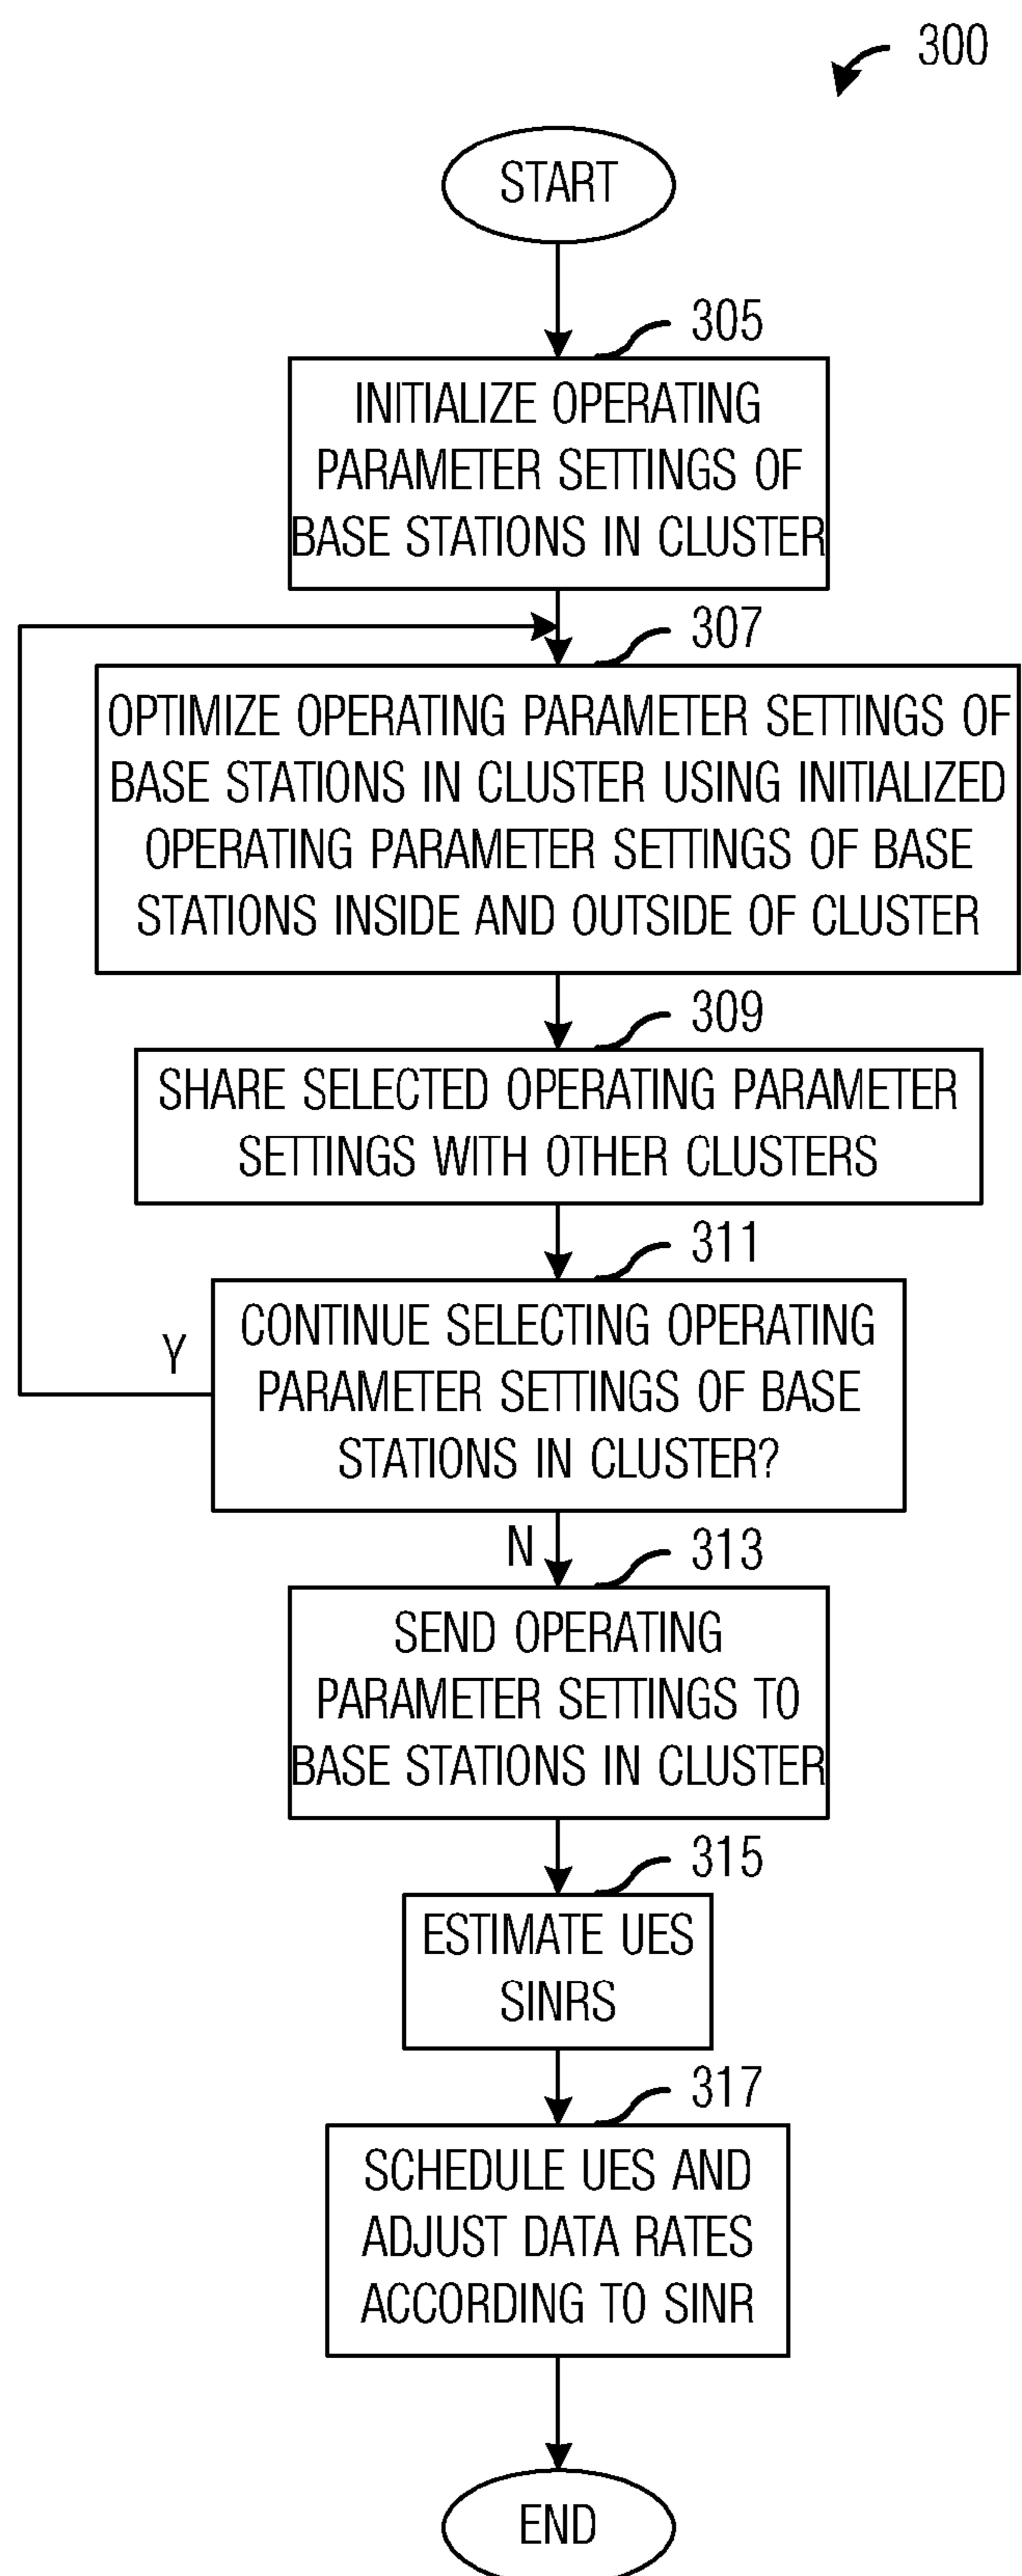 300
START
305
INITIALIZE OPERATING
PARAMETER SETTINGS OF
BASE STATIONS IN CLUSTER
307
OPTIMIZE OPERATING PARAMETER SETTINGS OF
BASE STATIONS IN CLUSTER USING INITIALIZED
OPERATING PARAMETER SETTINGS OF BASE
STATIONS INSIDE AND OUTSIDE OF CLUSTER
309
SHARE SELECTED OPERATING PARAMETER
SETTINGS WITH OTHER CLUSTERS
311
CONTINUE SELECTING OPERATING
PARAMETER SETTINGS OF BASE
STATIONS IN CLUSTER?
Y
N
313
SEND OPERATING
PARAMETER SETTINGS TO
BASE STATIONS IN CLUSTER
315
ESTIMATE UES
SINRS
317
SCHEDULE UES AND
ADJUST DATA RATES
ACCORDING TO SINR
END